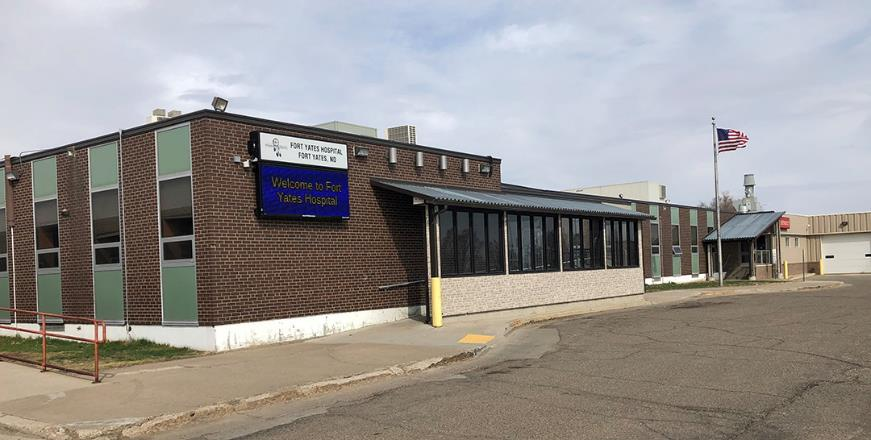 FORT YATES HOSPITAL
FORT YATES, ND
Welcome to Fort
Yates Hospital